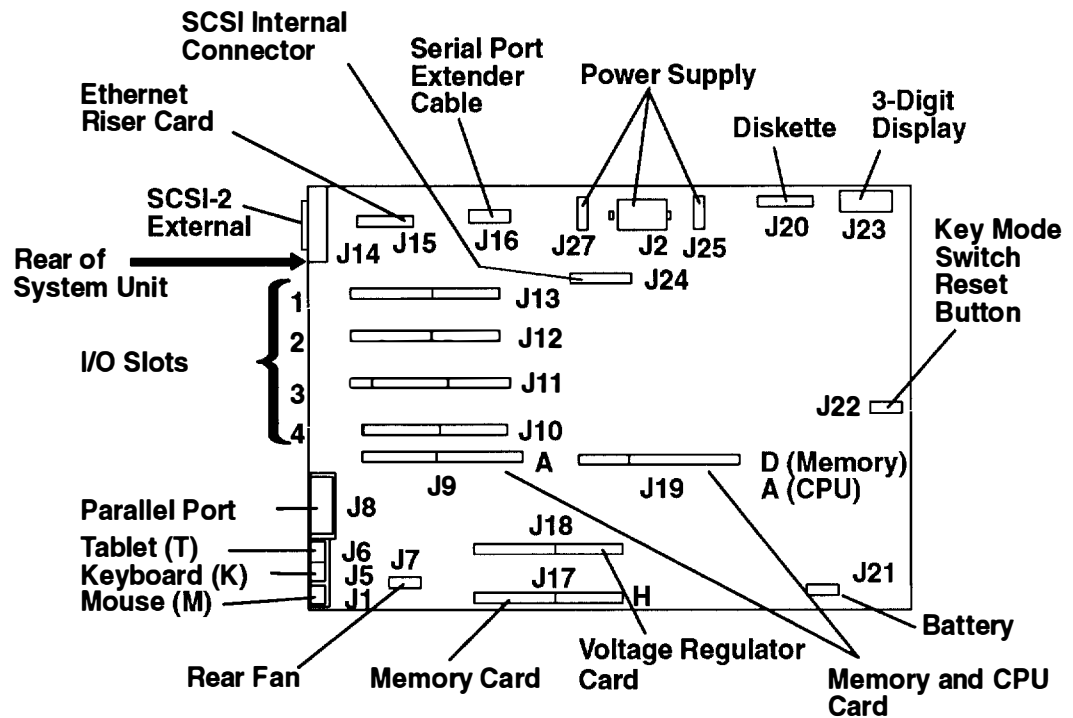 SCSI Internal
Connector
Serial Port
Extender
Cable
Power Supply
Ethernet
Riser Card
3-Digit
Display
Diskette
SCSI-2
External
J14
J15
J16
J27
J2
J25
J20
J23
Key Mode
Switch
Reset
Button
Rear of
System Unit
J24
1
J13
2
J12
I/O Slots
3
J11
J22
4
J10
A
J9
J19
D (Memory)
A (CPU)
Parallel Port
J8
J18
Tablet (T)
J6
J7
Keyboard (K)
J5
J17
J21
Mouse (M)
J1
H
Battery
Rear Fan
Memory Card
Voltage Regulator
Card
Memory and CPU
Card